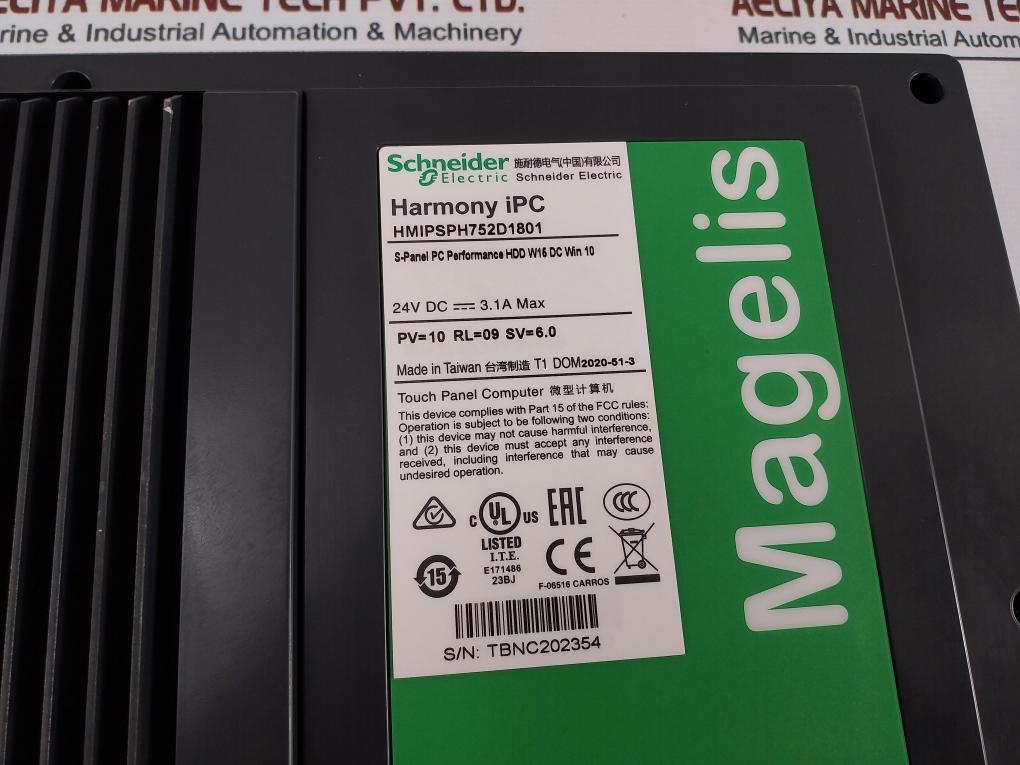 AECIYA MARINE TECH PVT. LTD.
Marine & Industrial Automation & Machinery
AECIYA MARINE TE
Marine & Industrial Autom
Schneider Electric
施耐德电气(中国)有限公司
Schneider Electric
Harmony iPC
HMIPSPH752D1801
S-Panel PC Performance HDD W16 DC Win 10
24V DC 3.1A Max
PV=10 RL=09 SV=6.0
Made in Taiwan 台湾制造 T1 DOM2020-51-3
Touch Panel Computer 微型计算机
This device complies with Part 15 of the FCC rules:
Operation is subject to be following two conditions:
(1) this device may not cause harmful interference,
and (2) this device must accept any interference
received, including interference that may cause
undesired operation.
C UL US
LISTED
I.T.E.
E171486
23BJ
EAC
CCC
15
CE
F-06516 CARROS
S/N: TBNC202354
Magelis